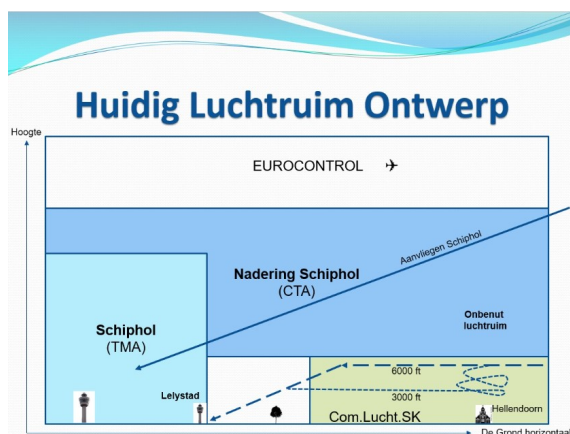 Huidig Luchtruim Ontwerp
Hoogte
EUROCONTROL
Aanvliegen Schiphol
Nadering Schiphol
(CTA)
Onbenut
luchtruim
Schiphol
(TMA)
6000 ft
Lelystad
3000 ft
Hellendoorn
Com.Lucht.SK
De Grond horizontaal